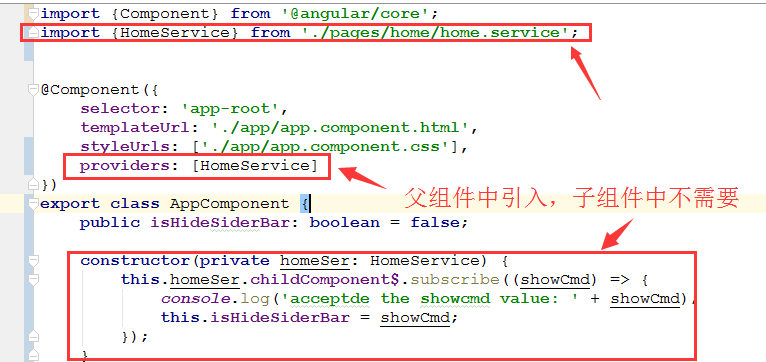 import {Component} from '@angular/core';
import {HomeService} from './pages/home/home.service';
@Component({
selector: 'app-root',
templateUrl: './app/app.component.html',
styleUrls: ['./app/app.component.css'],
providers: [HomeService]
})
父组件中引入，子组件中不需要
export class AppComponent {
public isHideSiderBar: boolean = false;
constructor(private homeSer: HomeService) {
this.homeSer.childComponent$.subscribe((showCmd) => {
console.log('acceptde the showcmd value: ' + showCmd),
this.isHideSiderBar = showCmd;
});
}